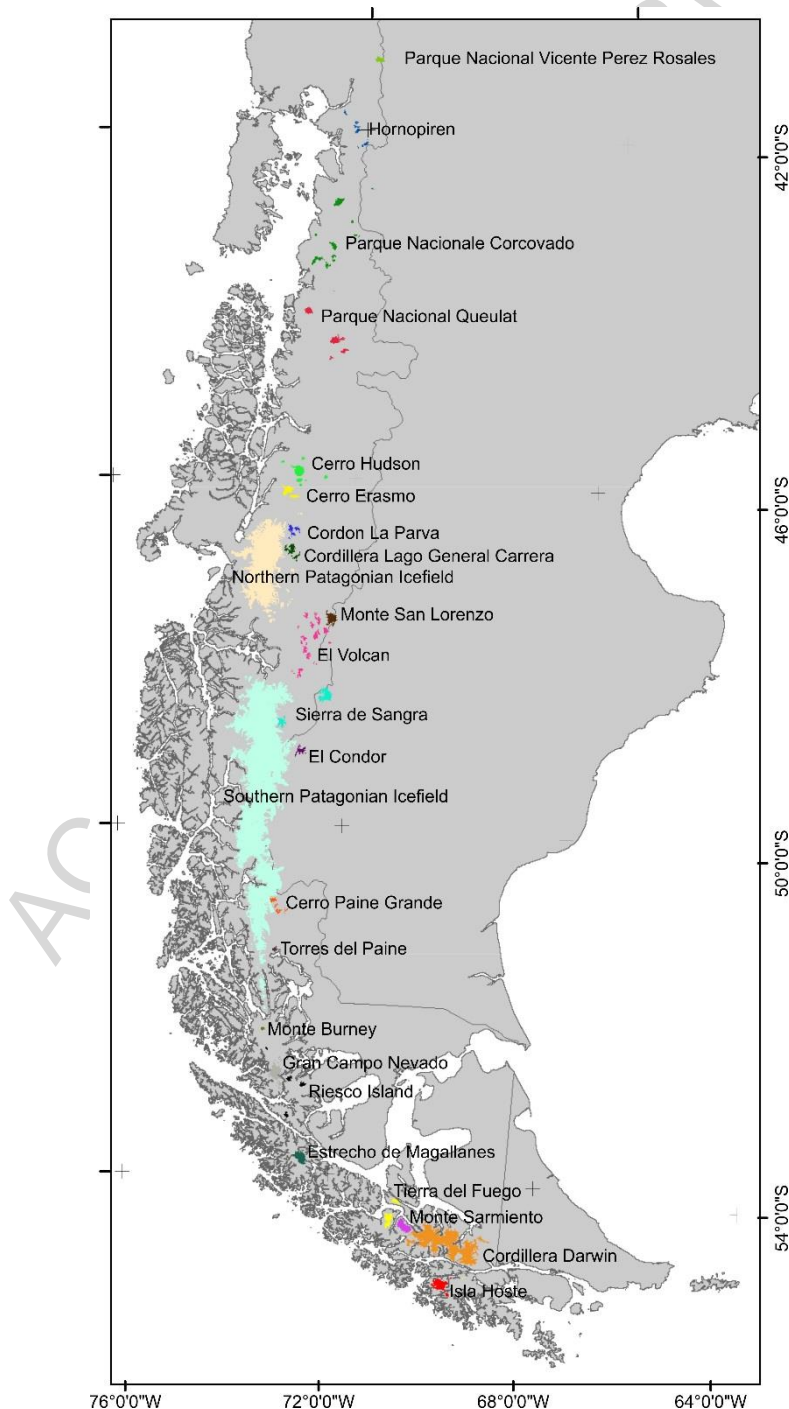 Parque Nacional Vicente Perez Rosales
Hornopiren
42°0'0"S
Parque Nacionale Corcovado
Parque Nacional Queulat
Cerro Hudson
Cerro Erasmo
46°0'0"S
Cordon La Parva
Cordillera Lago General Carrera
Northern Patagonian Icefield
Monte San Lorenzo
El Volcan
Sierra de Sangra
El Condor
Southern Patagonian Icefield
50°0'0"S
Cerro Paine Grande
Torres del Paine
Monte Burney
Gran Campo Nevado
Riesco Island
Estrecho de Magallanes
Tierra del Fuego
Monte Sarmiento
54°0'0"S
Cordillera Darwin
Isla Hoste
76°0'0"W 72°0'0"W 68°0'0"W 64°0'0"W